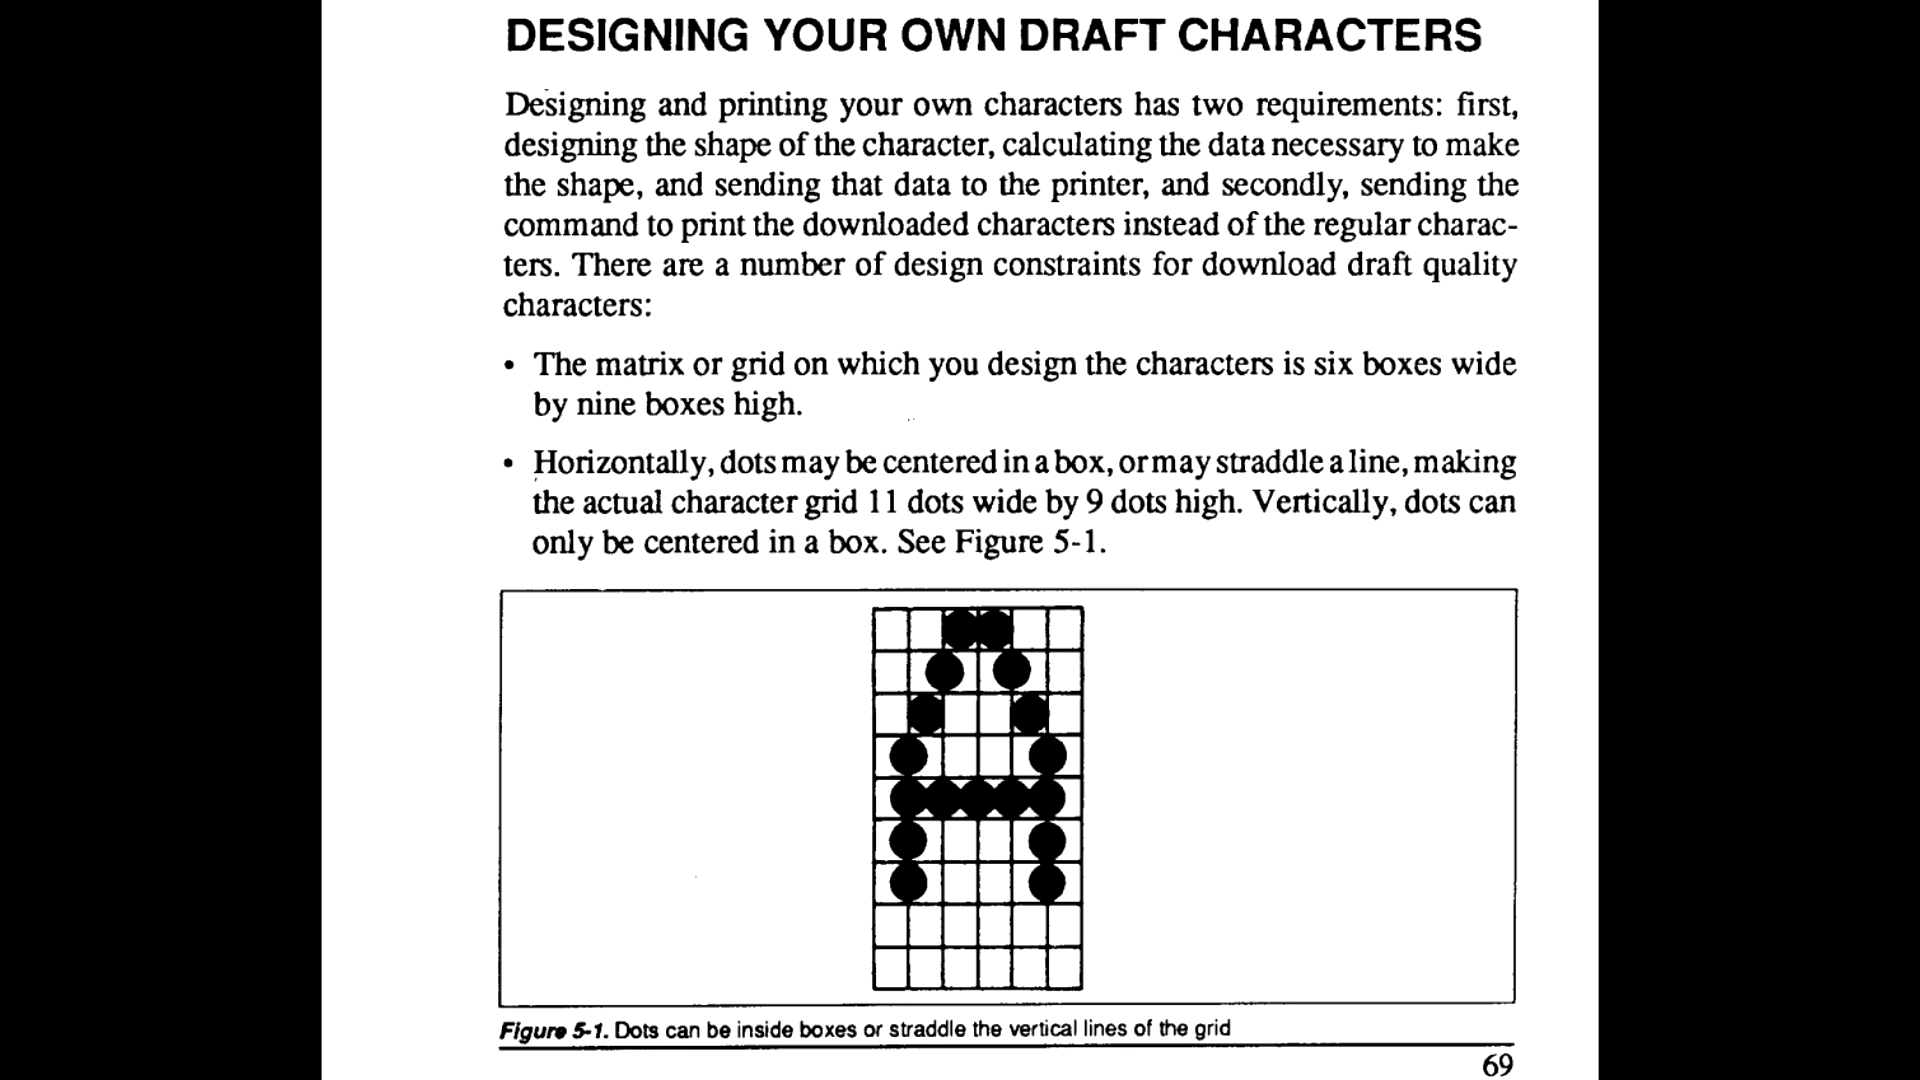 DESIGNING YOUR OWN DRAFT CHARACTERS
Designing and printing your own characters has two requirements: first,
designing the shape of the character, calculating the data necessary to make
the shape, and sending that data to the printer, and secondly, sending the
command to print the downloaded characters instead of the regular charac-
ters. There are a number of design constraints for download draft quality
characters:
• The matrix or grid on which you design the characters is six boxes wide
by nine boxes high.
• Horizontally, dots may be centered in a box, or may straddle a line, making
the actual character grid 11 dots wide by 9 dots high. Vertically, dots can
only be centered in a box. See Figure 5-1.
Figure 5-1. Dots can be inside boxes or straddle the vertical lines of the grid
69